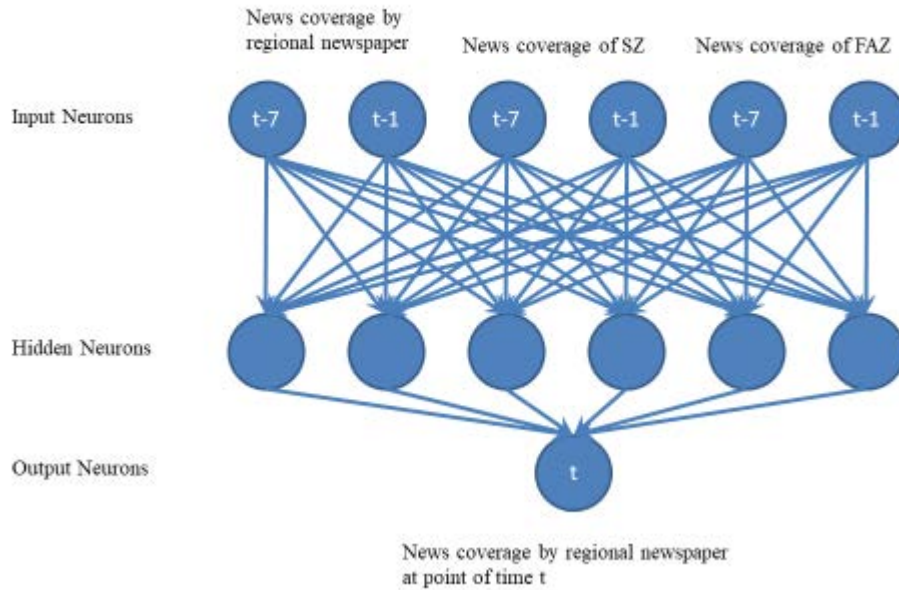 News coverage by
regional newspaper
News coverage of SZ
News coverage of FAZ
Input Neurons
t-7
t-1
t-7
t-1
t-7
t-1
Hidden Neurons
Output Neurons
t
News coverage by regional newspaper
at point of time t